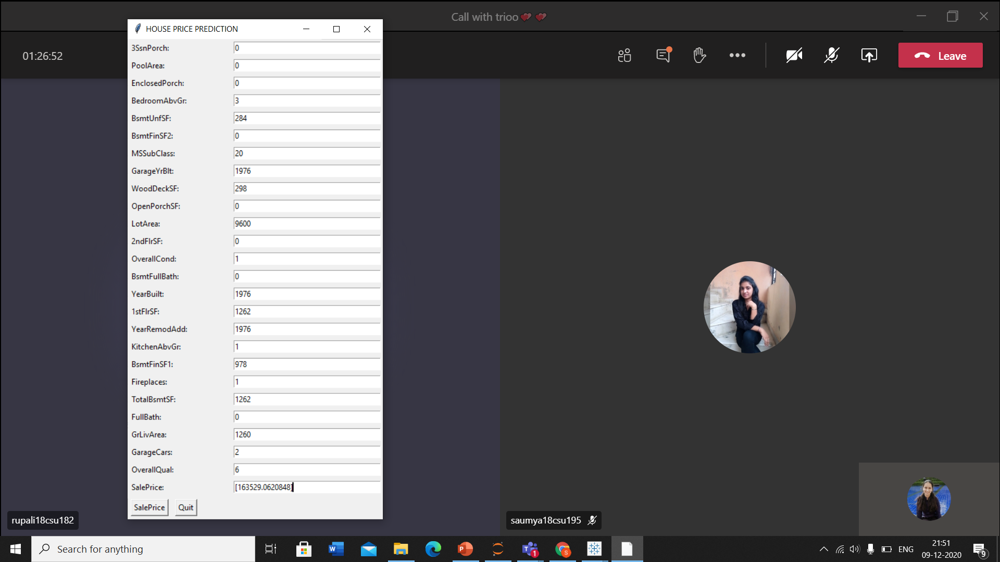 Call with trioo💕 💕
HOUSE PRICE PREDICTION
01:26:52
Leave
3SsnPorch: 0
PoolArea: 0
EnclosedPorch: 0
BedroomAbvGr: 3
BsmtUnfSF: 284
BsmtFinSF2: 0
MSSubClass: 20
GarageYrBlt: 1976
WoodDeckSF: 298
OpenPorchSF: 0
LotArea: 9600
2ndFlrSF: 0
OverallCond: 1
BsmtFullBath: 0
YearBuilt: 1976
1stFlrSF: 1262
YearRemodAdd: 1976
KitchenAbvGr: 1
BsmtFinSF1: 978
Fireplaces: 1
TotalBsmtSF: 1262
FullBath: 0
GrLivArea: 1260
GarageCars: 2
OverallQual: 6
SalePrice: [163529.0620848]
SalePrice Quit
rupali18csu182
saumya18csu195
Search for anything
W
P
T
1
S
ENG
21:51
09-12-2020
9